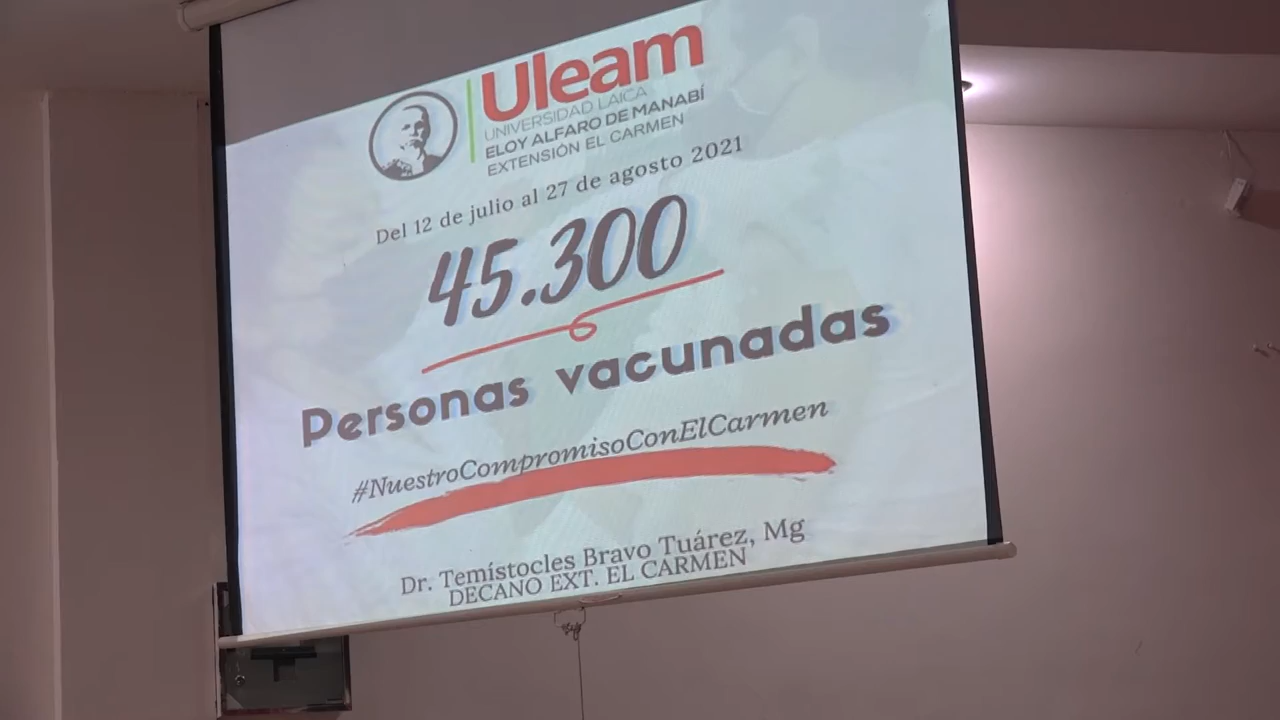 Uleam
UNIVERSIDAD LAICA
ELOY ALFARO DE MANABÍ
EXTENSIÓN EL CARMEN
Del 12 de julio al 27 de agosto 2021
45.300
Personas vacunadas
#NuestroCompromisoConElCarmen
Dr. Temístocles Bravo Tuárez, Mg
DECANO EXT. EL CARMEN